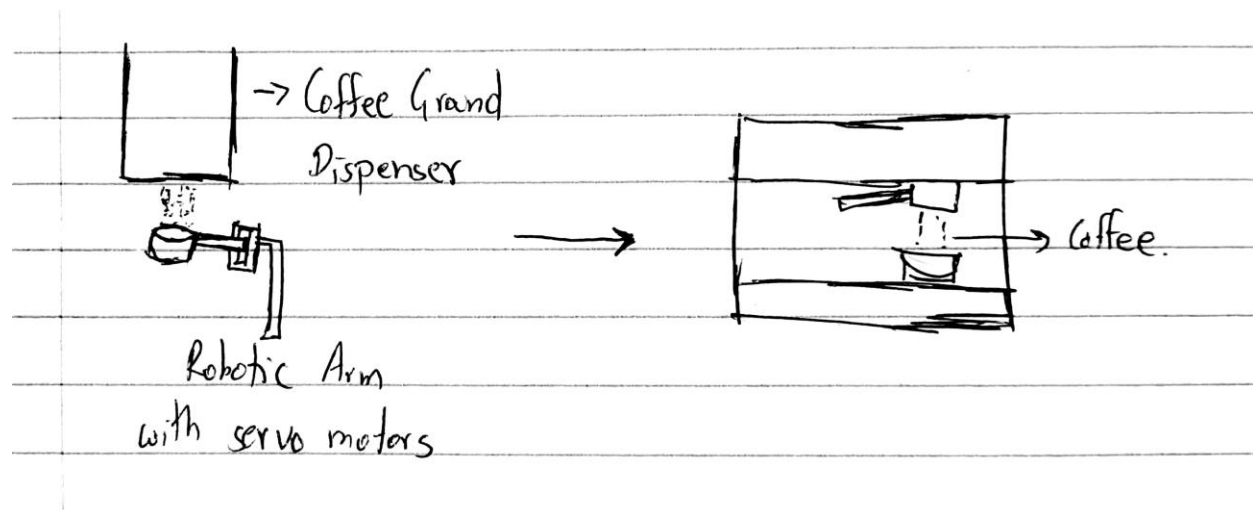 → Coffee Grand
Dispenser
→ Coffee.
Robotic Arm
with servo motors